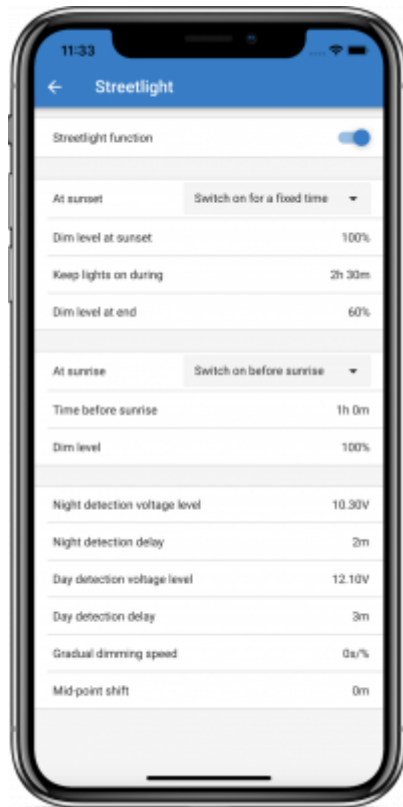 11:33
Streetlight
Streetlight function
At sunset Switch on for a fixed time
Dim level at sunset 100%
Keep lights on during 2h 30m
Dim level at end 60%
At sunrise Switch on before sunrise
Time before sunrise 1h 0m
Dim level 100%
Night detection voltage level 10.30V
Night detection delay 2m
Day detection voltage level 12.10V
Day detection delay 3m
Gradual dimming speed 0s/%
Mid-point shift 0m